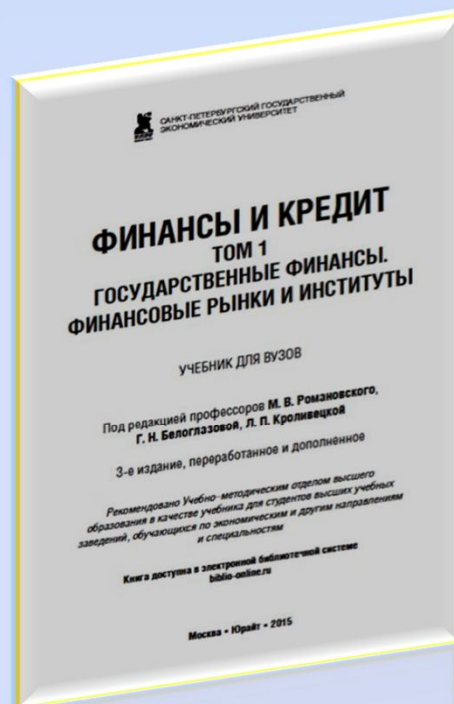 САНКТ-ПЕТЕРБУРГСКИЙ ГОСУДАРСТВЕННЫЙ
ЭКОНОМИЧЕСКИЙ УНИВЕРСИТЕТ
ФИНАНСЫ И КРЕДИТ
ТОМ 1
ГОСУДАРСТВЕННЫЕ ФИНАНСЫ.
ФИНАНСОВЫЕ РЫНКИ И ИНСТИТУТЫ
УЧЕБНИК ДЛЯ ВУЗОВ
Под редакцией профессоров М. В. Романовского,
Г. Н. Белоглазовой, Л. П. Кроливецкой
3-е издание, переработанное и дополненное
Рекомендовано Учебно-методическим отделом высшего
образования в качестве учебника для студентов высших учебных
заведений, обучающихся по экономическим и другим направлениям
и специальностям
Книга доступна в электронной библиотечной системе
biblio-online.ru
Москва • Юрайт • 2015